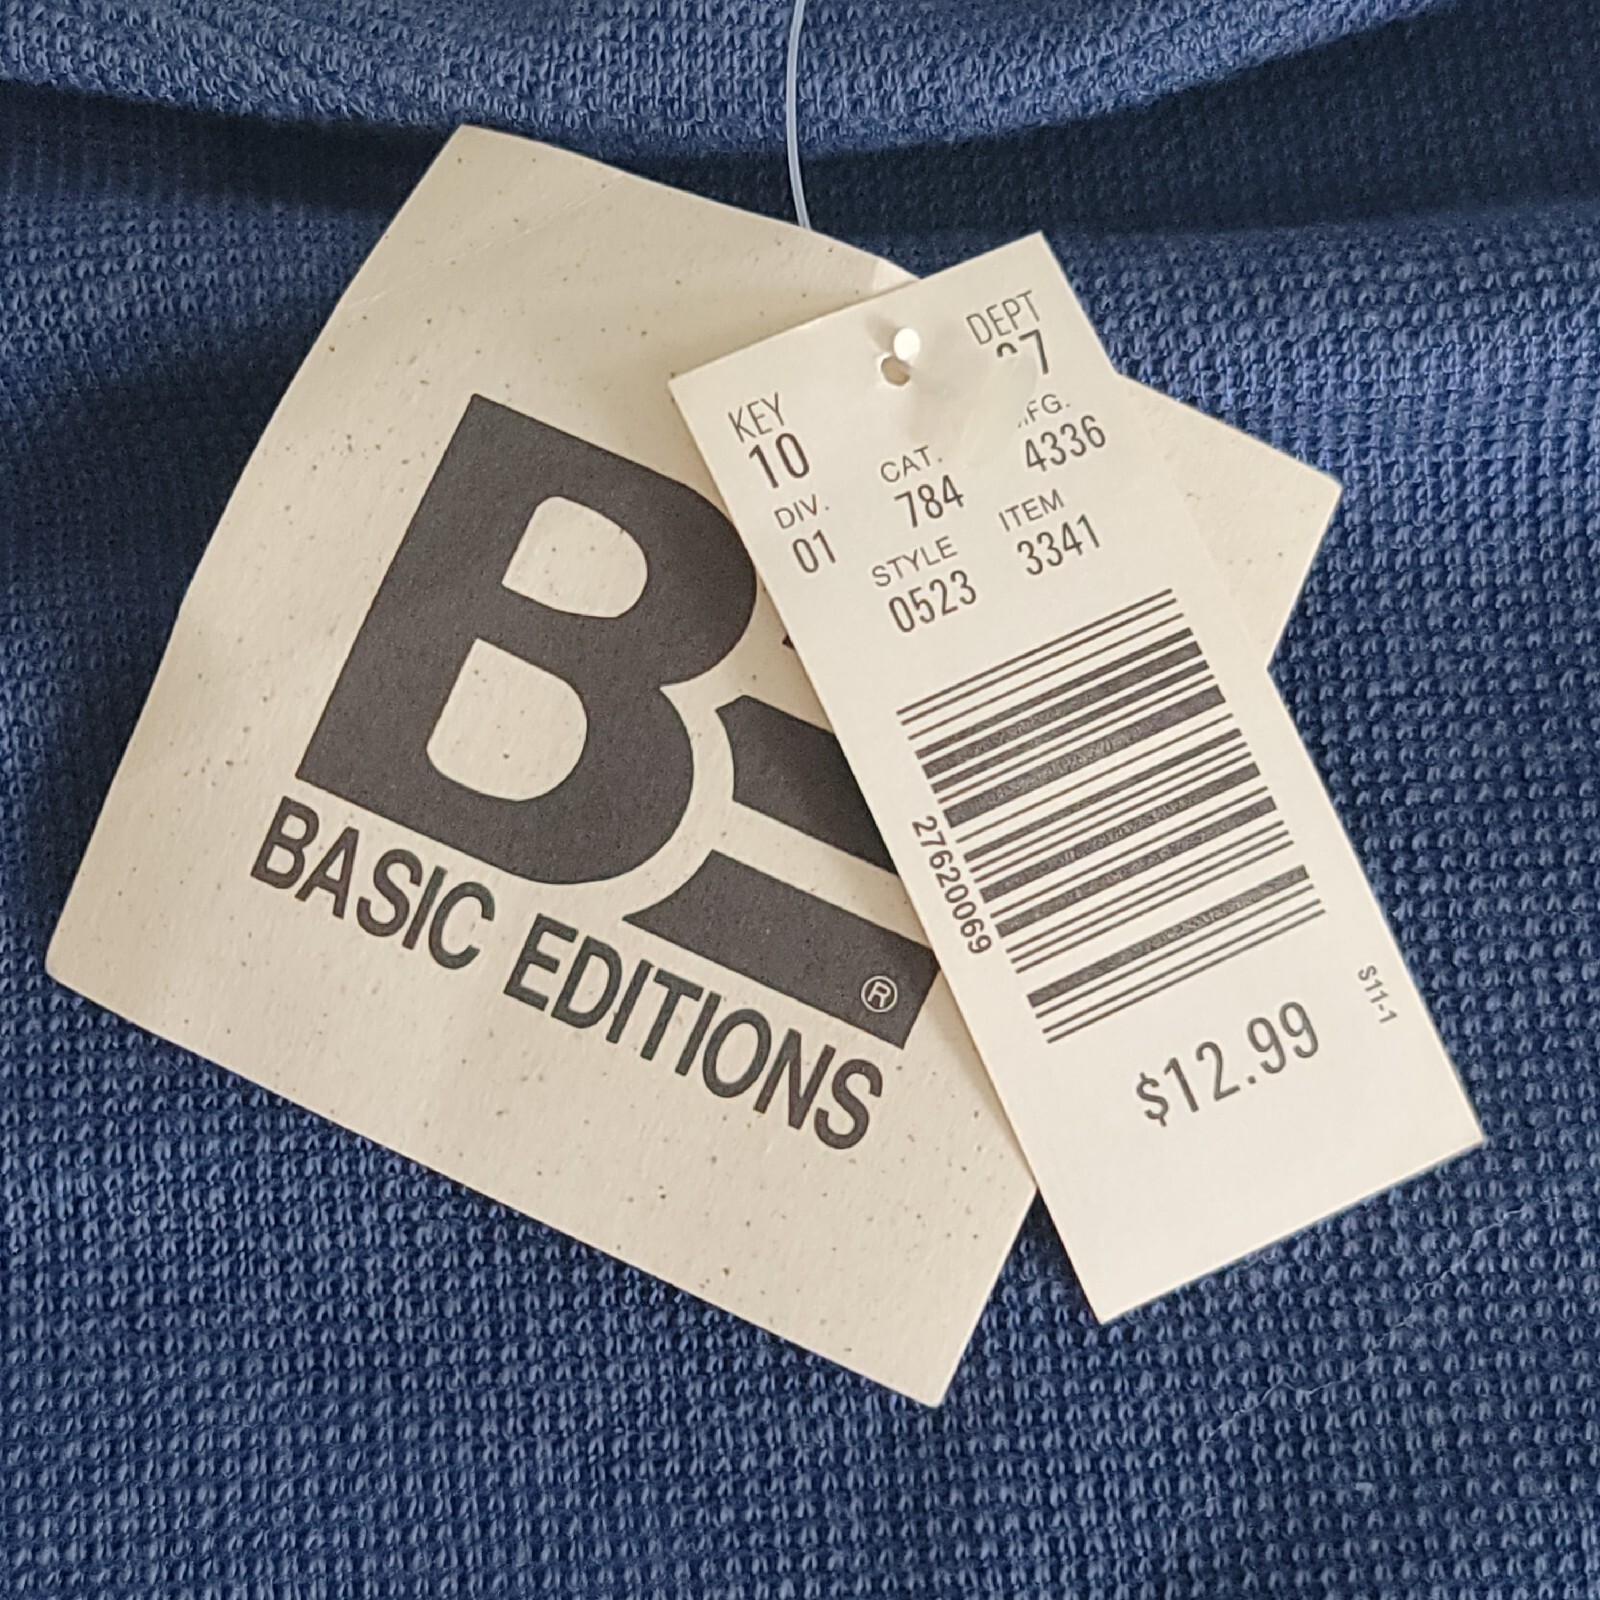 B
BASIC EDITIONS
®
DEPT
KEY
10
CAT.
784
4336
DIV.
01
STYLE
0523
ITEM
3341
27620069
S11-1
$12.99